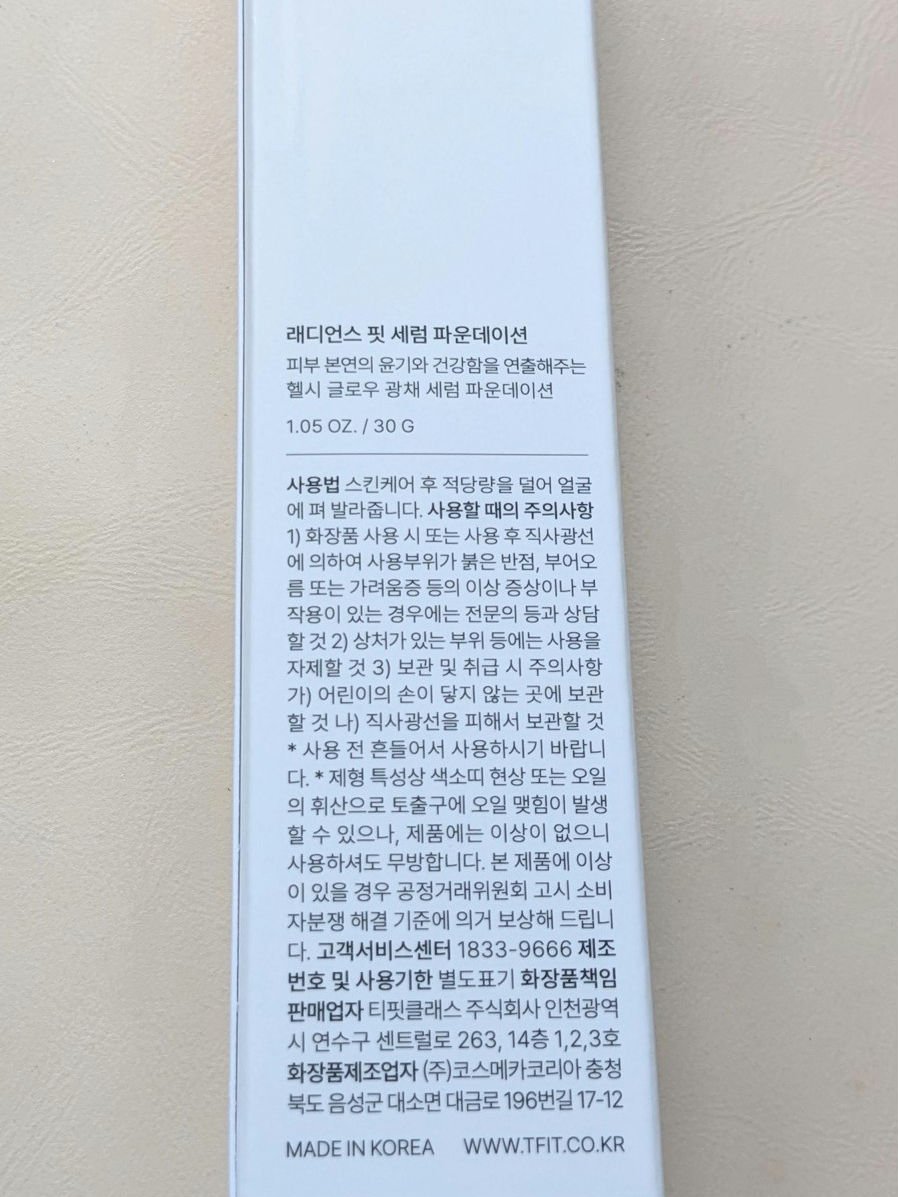 래디언스 핏 세럼 파운데이션
피부 본연의 윤기와 건강함을 연출해주는
헬시 글로우 광채 세럼 파운데이션
1.05 OZ. / 30 G
사용법 스킨케어 후 적당량을 덜어 얼굴
에 펴 발라줍니다. 사용할 때의 주의사항
1) 화장품 사용 시 또는 사용 후 직사광선
에 의하여 사용부위가 붉은 반점, 부어오
름 또는 가려움증 등의 이상 증상이나 부
작용이 있는 경우에는 전문의 등과 상담
할 것 2) 상처가 있는 부위 등에는 사용을
자제할 것 3) 보관 및 취급 시 주의사항
가) 어린이의 손이 닿지 않는 곳에 보관
할 것 나) 직사광선을 피해서 보관할 것
* 사용 전 흔들어서 사용하시기 바랍니
다. * 제형 특성상 색소띠 현상 또는 오일
의 휘산으로 토출구에 오일 맺힘이 발생
할 수 있으나, 제품에는 이상이 없으니
사용하셔도 무방합니다. 본 제품에 이상
이 있을 경우 공정거래위원회 고시 소비
자분쟁 해결 기준에 의거 보상해 드립니
다. 고객서비스센터 1833-9666 제조
번호 및 사용기한 별도표기 화장품책임
판매업자 티핏클래스 주식회사 인천광역
시 연수구 센트럴로 263, 14층 1,2,3호
화장품제조업자 (주)코스메카코리아 충청
북도 음성군 대소면 대금로 196번길 17-12
MADE IN KOREA WWW.TFIT.CO.KR